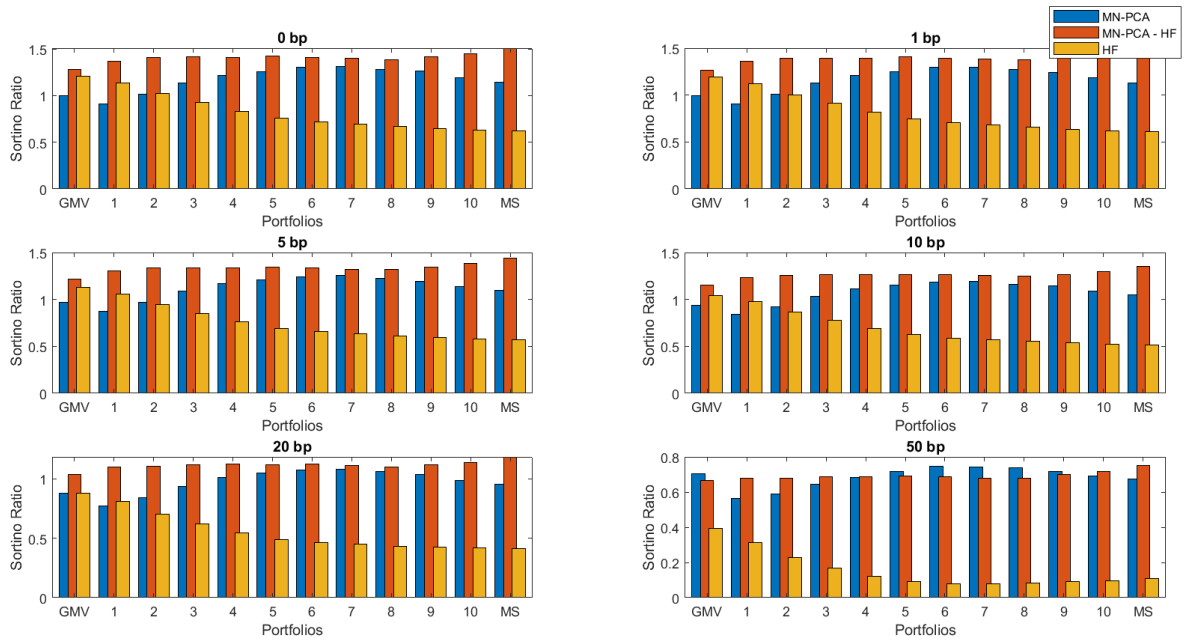 MN-PCA
MN-PCA - HF
HF
0 bp
Sortino Ratio
1.5
1
0.5
0
GMV 1 2 3 4 5 6 7 8 9 10 MS
Portfolios
1 bp
Sortino Ratio
1.5
1
0.5
0
GMV 1 2 3 4 5 6 7 8 9 10 MS
Portfolios
5 bp
Sortino Ratio
1.5
1
0.5
0
GMV 1 2 3 4 5 6 7 8 9 10 MS
Portfolios
10 bp
Sortino Ratio
1.5
1
0.5
0
GMV 1 2 3 4 5 6 7 8 9 10 MS
Portfolios
20 bp
Sortino Ratio
1
0.5
0
GMV 1 2 3 4 5 6 7 8 9 10 MS
Portfolios
50 bp
Sortino Ratio
0.8
0.6
0.4
0.2
0
GMV 1 2 3 4 5 6 7 8 9 10 MS
Portfolios